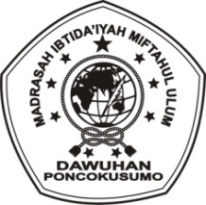 MADRASAH IBTIDA'IYAH MIFTAHUL ULUM
DAWUHAN
PONCOKUSUMO